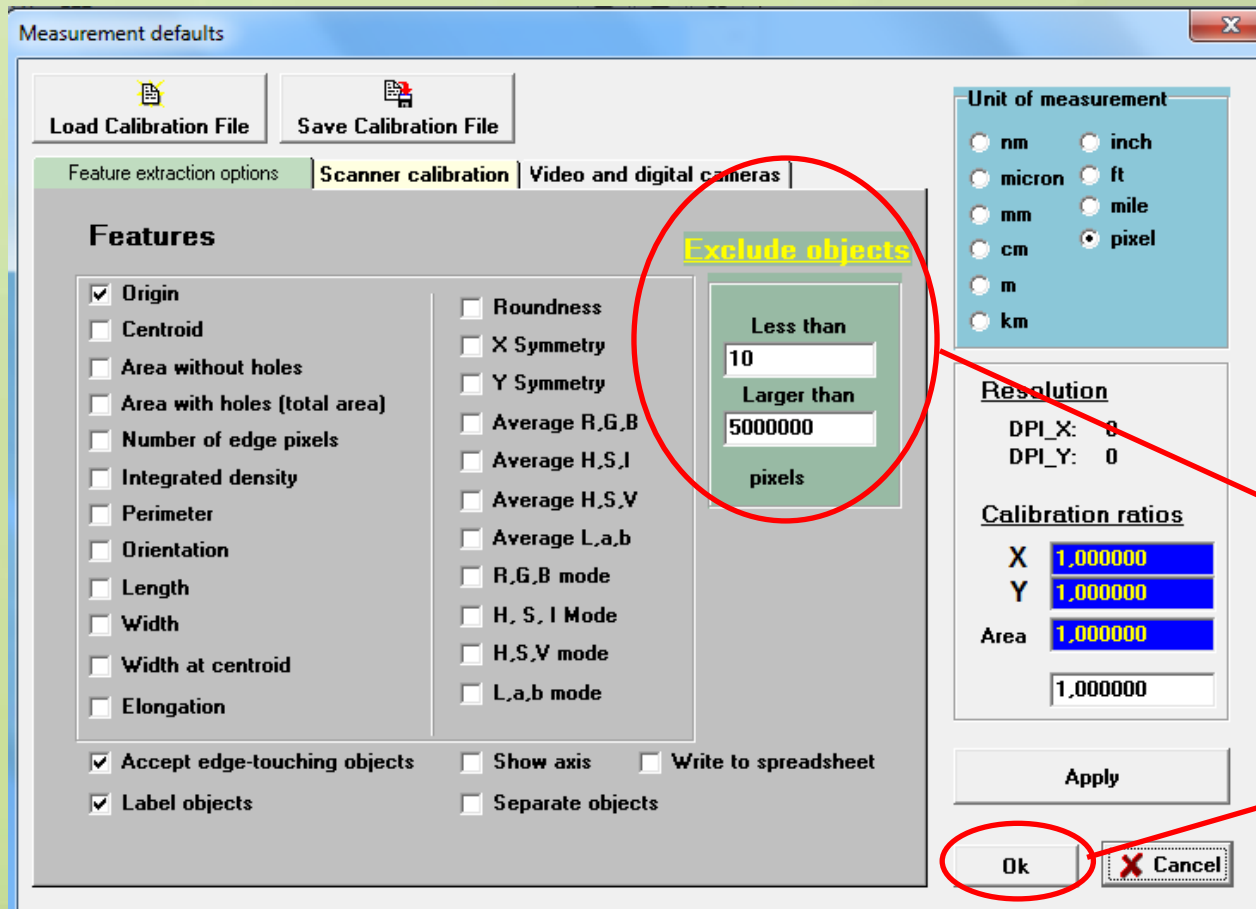 Measurement defaults
Load Calibration File
Save Calibration File
Feature extraction options
Scanner calibration
Video and digital cameras
Features
Origin
Centroid
Area without holes
Area with holes (total area)
Number of edge pixels
Integrated density
Perimeter
Orientation
Length
Width
Width at centroid
Elongation
Roundness
X Symmetry
Y Symmetry
Average R,G,B
Average H,S,I
Average H,S,V
Average L,a,b
R,G,B mode
H, S, I Mode
H,S,V mode
L,a,b mode
Exclude objects
Less than
10
Larger than
5000000
pixels
Accept edge-touching objects
Show axis
Write to spreadsheet
Label objects
Separate objects
Unit of measurement
nm
micron
mm
cm
m
km
inch
ft
mile
pixel
Resolution
DPI_X: 0
DPI_Y: 0
Calibration ratios
X 1,000000
Y 1,000000
Area 1,000000
1,000000
Apply
Ok
Cancel